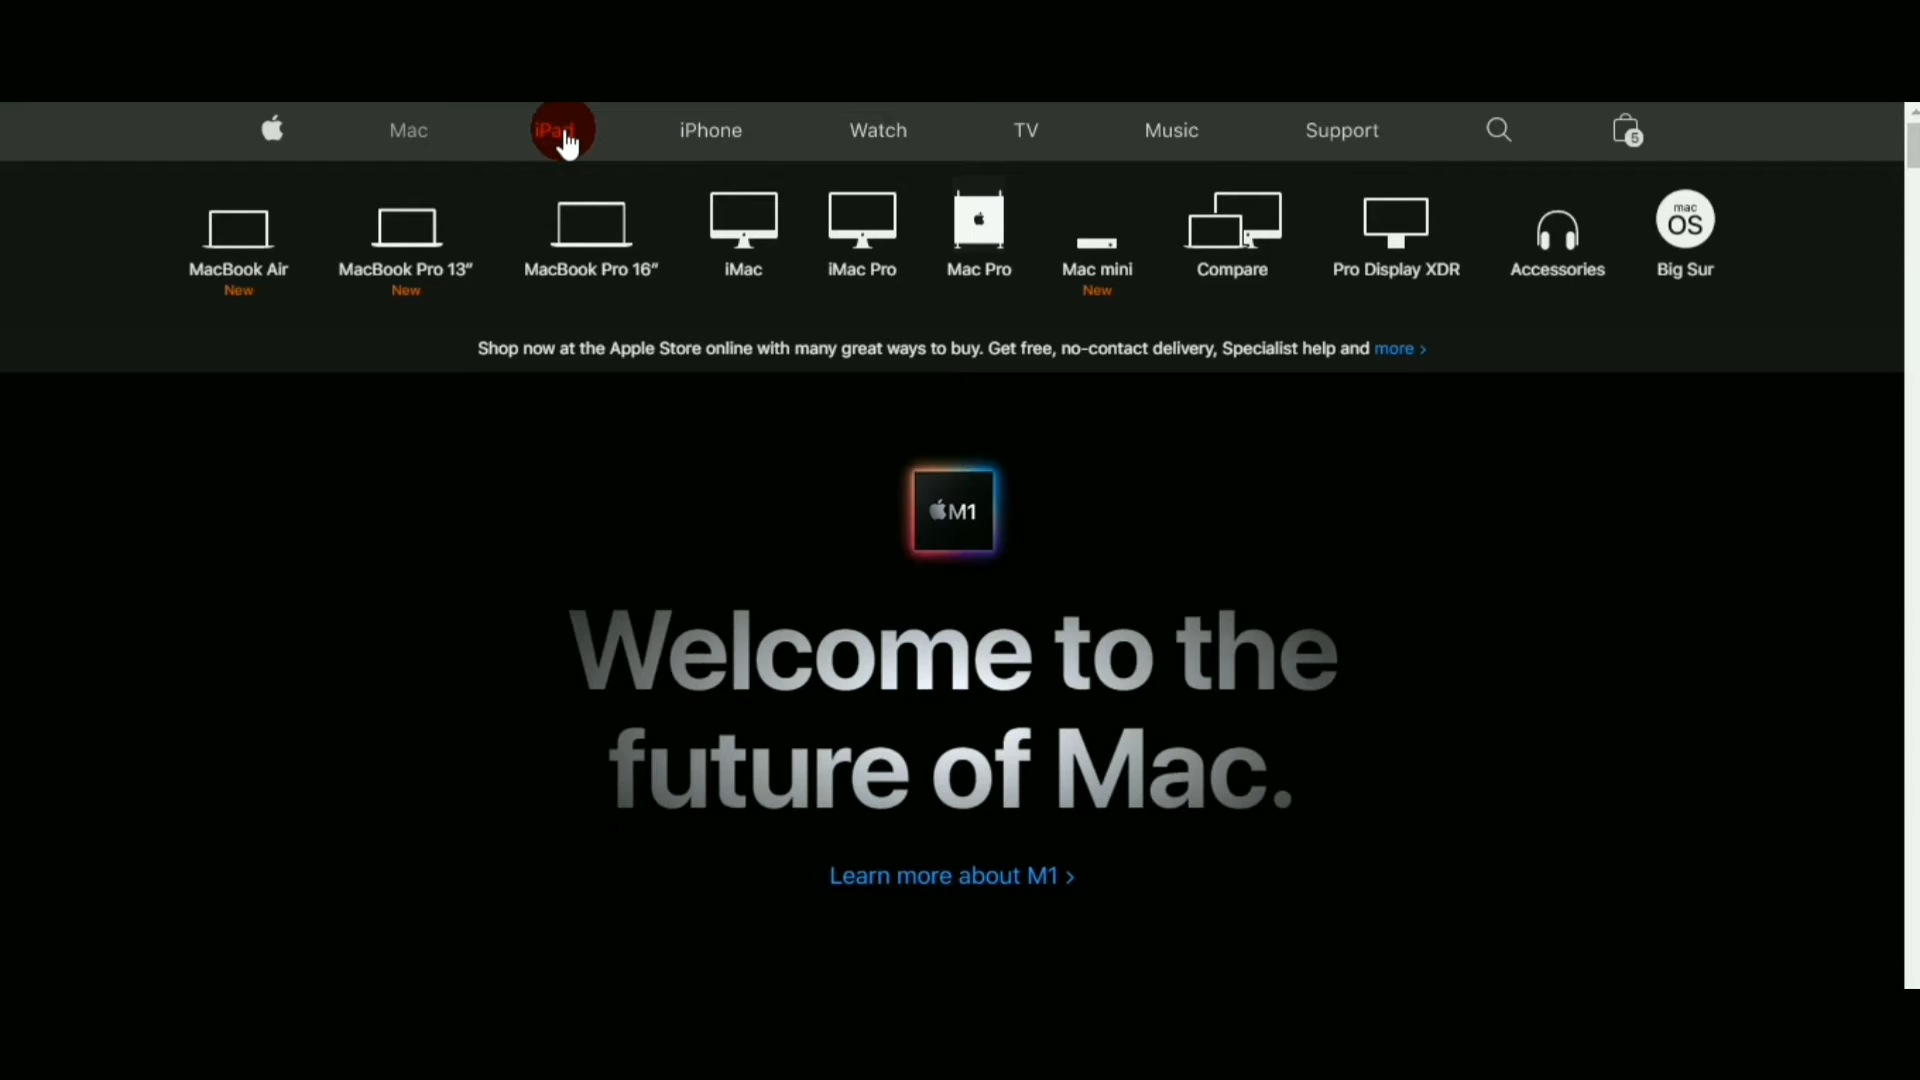 Mac iPad iPhone Watch TV Music Support 5
mac
OS
MacBook Air MacBook Pro 13” MacBook Pro 16” iMac iMac Pro Mac Pro Mac mini Compare Pro Display XDR Accessories Big Sur
New New New
Shop now at the Apple Store online with many great ways to buy. Get free, no-contact delivery, Specialist help and more >
M1
Welcome to the
future of Mac.
Learn more about M1 >